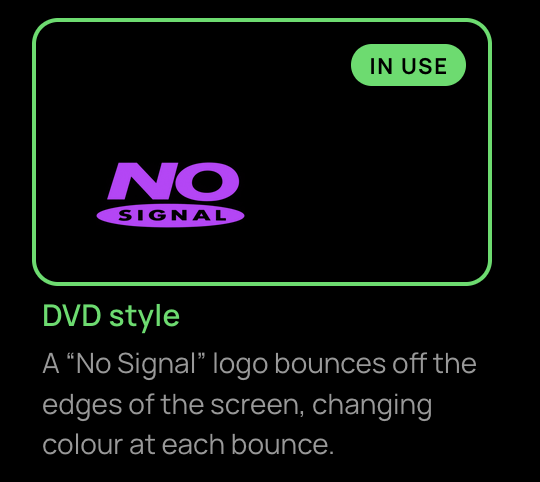 IN USE
NO
SIGNAL
DVD style
A “No Signal” logo bounces off the
edges of the screen, changing
colour at each bounce.